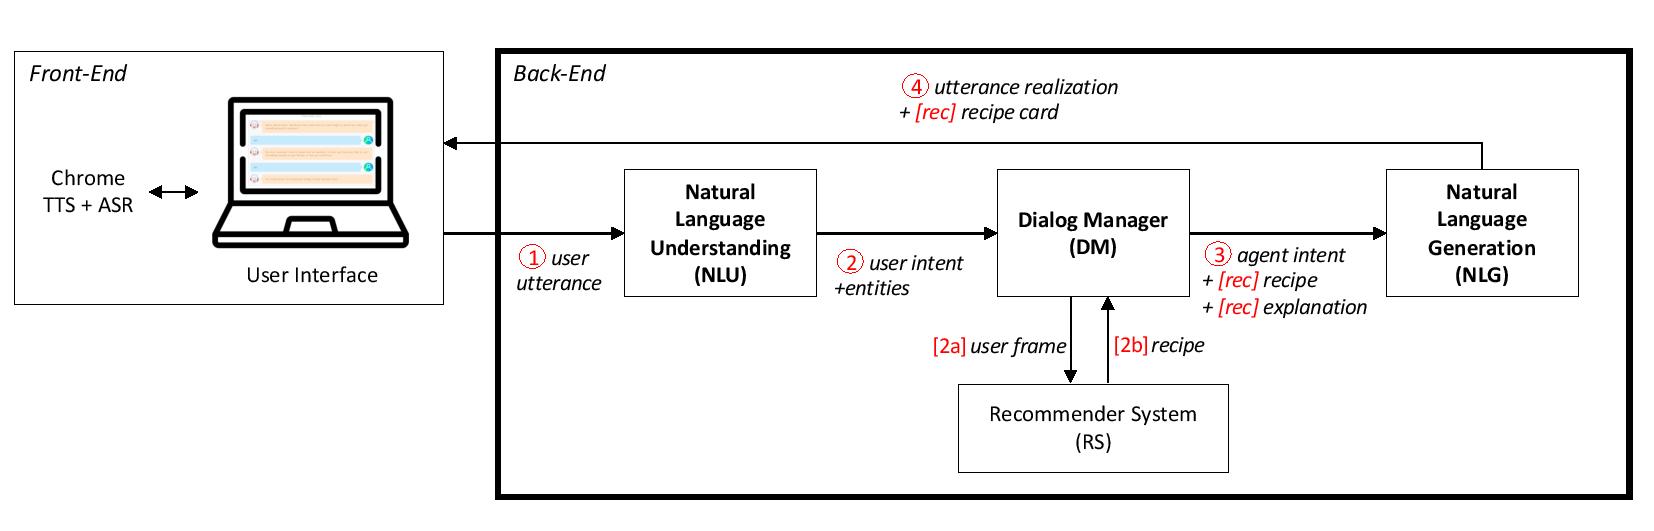 Front-End
Chrome
TTS + ASR
User Interface
Back-End
④ utterance realization
+ [rec] recipe card
① user
utterance
Natural
Language
Understanding
(NLU)
② user intent
+entities
Dialog Manager
(DM)
③ agent intent
+ [rec] recipe
+ [rec] explanation
Natural
Language
Generation
(NLG)
[2a] user frame
[2b] recipe
Recommender System
(RS)